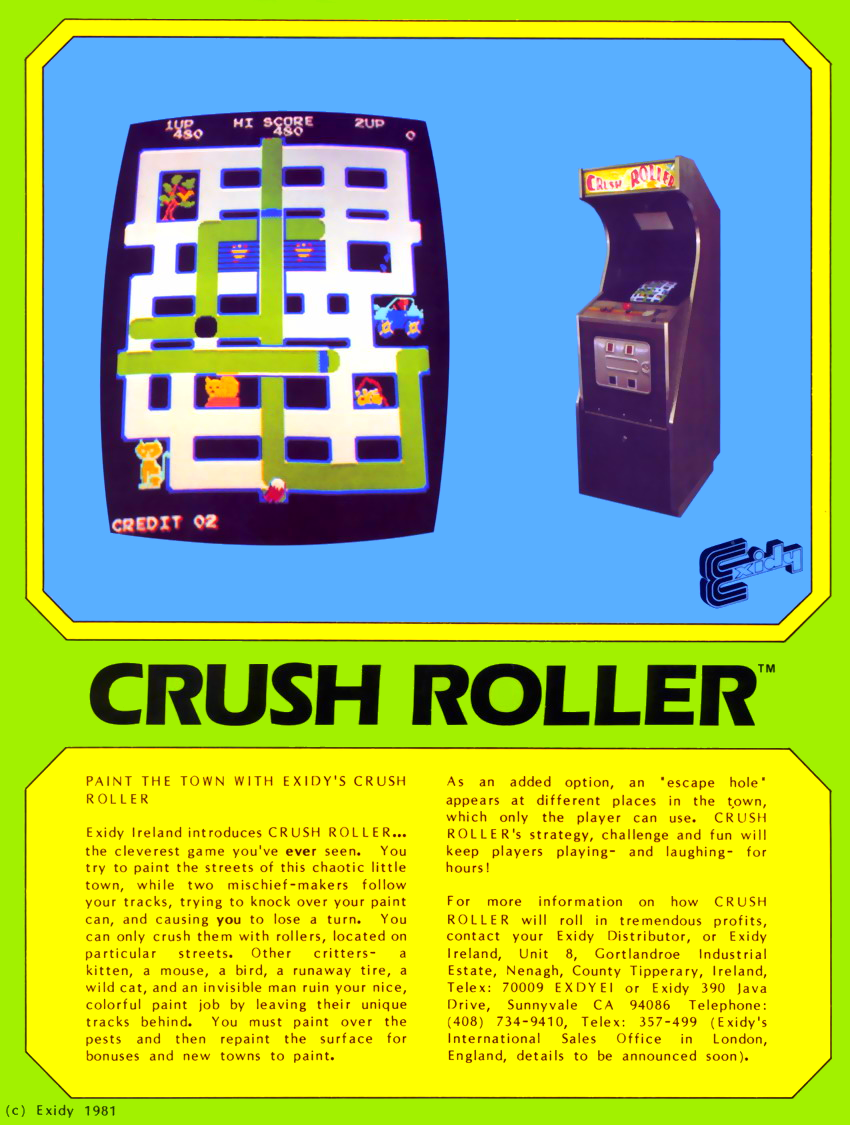 1UP HI SCORE 2UP
480 480 0
CREDIT 02
CRUSH ROLLER
Exidy
CRUSH ROLLER™
PAINT THE TOWN WITH EXIDY'S CRUSH
ROLLER
Exidy Ireland introduces CRUSH ROLLER...
the cleverest game you've ever seen. You
try to paint the streets of this chaotic little
town, while two mischief-makers follow
your tracks, trying to knock over your paint
can, and causing you to lose a turn. You
can only crush them with rollers, located on
particular streets. Other critters- a
kitten, a mouse, a bird, a runaway tire, a
wild cat, and an invisible man ruin your nice,
colorful paint job by leaving their unique
tracks behind. You must paint over the
pests and then repaint the surface for
bonuses and new towns to paint.
As an added option, an "escape hole"
appears at different places in the town,
which only the player can use. CRUSH
ROLLER's strategy, challenge and fun will
keep players playing- and laughing- for
hours!
For more information on how CRUSH
ROLLER will roll in tremendous profits,
contact your Exidy Distributor, or Exidy
Ireland, Unit 8, Gortlandroe Industrial
Estate, Nenagh, County Tipperary, Ireland,
Telex: 70009 EXDYEI or Exidy 390 Java
Drive, Sunnyvale CA 94086 Telephone:
(408) 734-9410, Telex: 357-499 (Exidy's
International Sales Office in London,
England, details to be announced soon).
(c) Exidy 1981